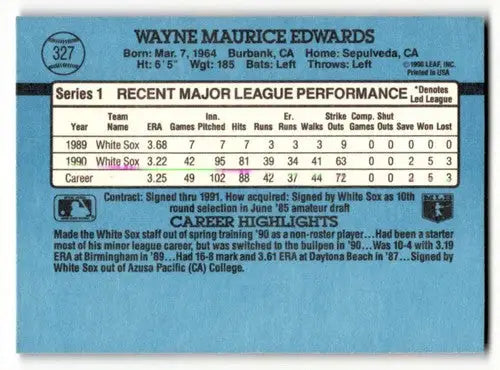 327
WAYNE MAURICE EDWARDS
Born: Mar. 7, 1964 Burbank, CA Home: Sepulveda, CA
Ht: 6'5" Wgt: 185 Bats: Left Throws: Left
©1990 LEAF, INC.
Printed in USA
Series 1 RECENT MAJOR LEAGUE PERFORMANCE *Denotes Led League
Year Team Name ERA Games Inn. Pitched Hits Runs Er. Runs Walks Strike Outs Comp. Games Shut Outs Save Won Lost
1989 White Sox 3.68 7 7 7 3 3 3 9 0 0 0 0 0
1990 White Sox 3.22 42 95 81 39 34 41 63 0 0 2 5 3
Career 3.25 49 102 88 42 37 44 72 0 0 2 5 3
Contract: Signed thru 1991. How acquired: Signed by White Sox as 10th
round selection in June '85 amateur draft
CAREER HIGHLIGHTS
Made the White Sox staff out of spring training '90 as a non-roster player...Had been a starter
most of his minor league career, but was switched to the bullpen in '90...Was 10-4 with 3.19
ERA at Birmingham in '89...Had 16-8 mark and 3.61 ERA at Daytona Beach in '87...Signed by
White Sox out of Azusa Pacific (CA) College.
MLB